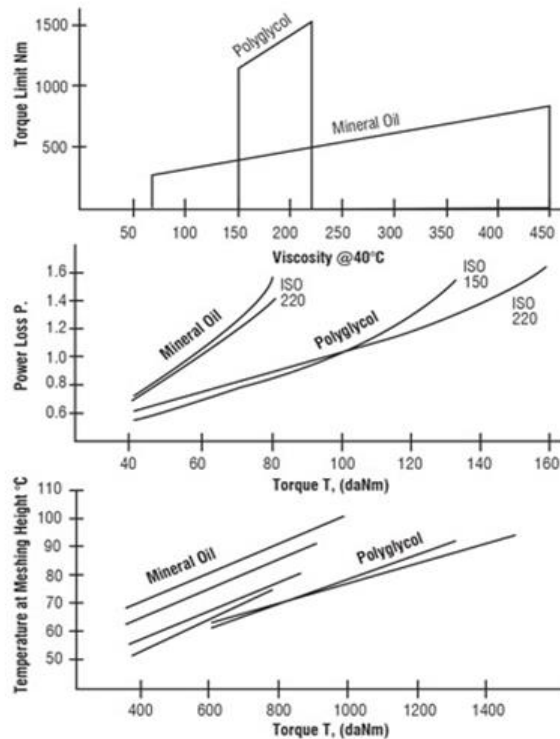 1500
1000
500
Torque Limit Nm
Polyglycol
Mineral Oil
50 100 150 200 250 300 350 400 450
Viscosity @40°C
1.6
1.4
1.2
1.0
0.8
0.6
Power Loss P.
Mineral Oil
ISO
220
Polyglycol
ISO
150
ISO
220
40 60 80 100 120 140 160
Torque T, (daNm)
110
100
90
80
70
60
50
Temperature at Meshing Height °C
Mineral Oil
Polyglycol
400 600 800 1000 1200 1400
Torque T, (daNm)